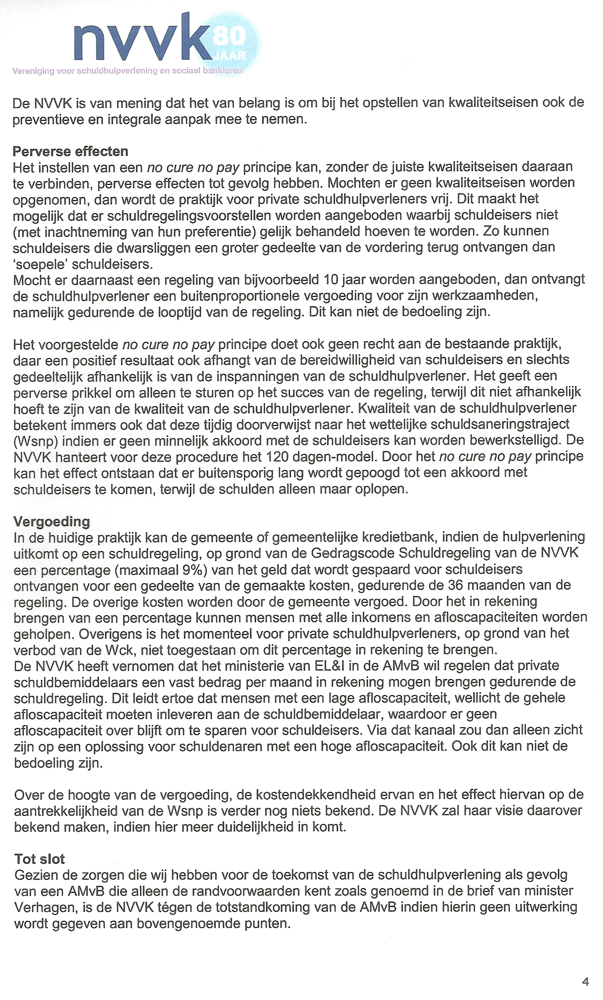 nvvk 80
JAAR
Vereniging voor schuldhulpverlening en sociaal bankieren
De NVVK is van mening dat het van belang is om bij het opstellen van kwaliteitseisen ook de
preventieve en integrale aanpak mee te nemen.
Perverse effecten
Het instellen van een no cure no pay principe kan, zonder de juiste kwaliteitseisen daaraan
te verbinden, perverse effecten tot gevolg hebben. Mochten er geen kwaliteitseisen worden
opgenomen, dan wordt de praktijk voor private schuldhulpverleners vrij. Dit maakt het
mogelijk dat er schuldregelingsvoorstellen worden aangeboden waarbij schuldeisers niet
(met inachtneming van hun preferentie) gelijk behandeld hoeven te worden. Zo kunnen
schuldeisers die dwarsliggen een groter gedeelte van de vordering terug ontvangen dan
‘soepele’ schuldeisers.
Mocht er daarnaast een regeling van bijvoorbeeld 10 jaar worden aangeboden, dan ontvangt
de schuldhulpverlener een buitenproportionele vergoeding voor zijn werkzaamheden,
namelijk gedurende de looptijd van de regeling. Dit kan niet de bedoeling zijn.
Het voorgestelde no cure no pay principe doet ook geen recht aan de bestaande praktijk,
daar een positief resultaat ook afhangt van de bereidwilligheid van schuldeisers en slechts
gedeeltelijk afhankelijk is van de inspanningen van de schuldhulpverlener. Het geeft een
perverse prikkel om alleen te sturen op het succes van de regeling, terwijl dit niet afhankelijk
hoeft te zijn van de kwaliteit van de schuldhulpverlener. Kwaliteit van de schuldhulpverlener
betekent immers ook dat deze tijdig doorverwijst naar het wettelijke schuldsaneringstraject
(Wsnp) indien er geen minnelijk akkoord met de schuldeisers kan worden bewerkstelligd. De
NVVK hanteert voor deze procedure het 120 dagen-model. Door het no cure no pay principe
kan het effect ontstaan dat er buitensporig lang wordt gepoogd tot een akkoord met
schuldeisers te komen, terwijl de schulden alleen maar oplopen.
Vergoeding
In de huidige praktijk kan de gemeente of gemeentelijke kredietbank, indien de hulpverlening
uitkomt op een schuldregeling, op grond van de Gedragscode Schuldregeling van de NVVK
een percentage (maximaal 9%) van het geld dat wordt gespaard voor schuldeisers
ontvangen voor een gedeelte van de gemaakte kosten, gedurende de 36 maanden van de
regeling. De overige kosten worden door de gemeente vergoed. Door het in rekening
brengen van een percentage kunnen mensen met alle inkomens en afloscapaciteiten worden
geholpen. Overigens is het momenteel voor private schuldhulpverleners, op grond van het
verbod van de Wck, niet toegestaan om dit percentage in rekening te brengen.
De NVVK heeft vernomen dat het ministerie van EL&I in de AMvB wil regelen dat private
schuldbemiddelaars een vast bedrag per maand in rekening mogen brengen gedurende de
schuldregeling. Dit leidt ertoe dat mensen met een lage afloscapaciteit, wellicht de gehele
afloscapaciteit moeten inleveren aan de schuldbemiddelaar, waardoor er geen
afloscapaciteit over blijft om te sparen voor schuldeisers. Via dat kanaal zou dan alleen zicht
zijn op een oplossing voor schuldenaren met een hoge afloscapaciteit. Ook dit kan niet de
bedoeling zijn.
Over de hoogte van de vergoeding, de kostendekkendheid ervan en het effect hiervan op de
aantrekkelijkheid van de Wsnp is verder nog niets bekend. De NVVK zal haar visie daarover
bekend maken, indien hier meer duidelijkheid in komt.
Tot slot
Gezien de zorgen die wij hebben voor de toekomst van de schuldhulpverlening als gevolg
van een AMvB die alleen de randvoorwaarden kent zoals genoemd in de brief van minister
Verhagen, is de NVVK tégen de totstandkoming van de AMvB indien hierin geen uitwerking
wordt gegeven aan bovengenoemde punten.
4